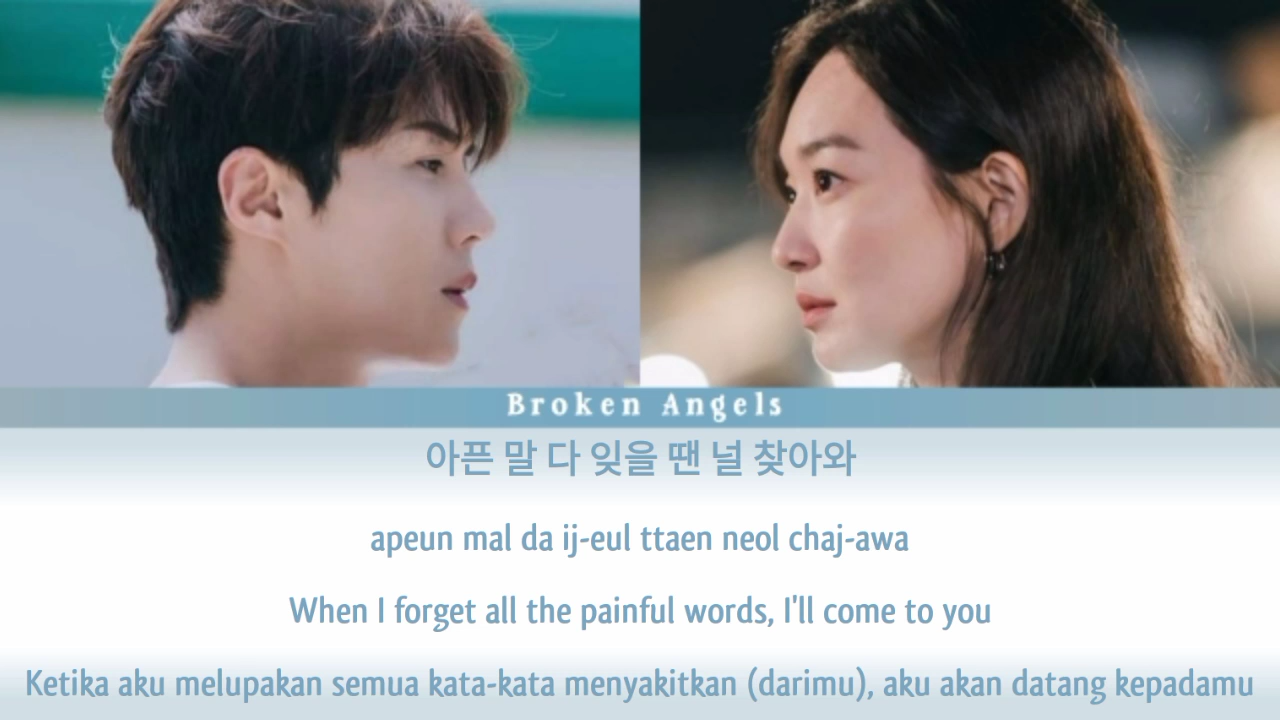 Broken Angels
아픈 말 다 잊을 땐 널 찾아와
apeun mal da ij-eul ttaen neol chaj-awa
When I forget all the painful words, I'll come to you
Ketika aku melupakan semua kata-kata menyakitkan (darimu), aku akan datang kepadamu